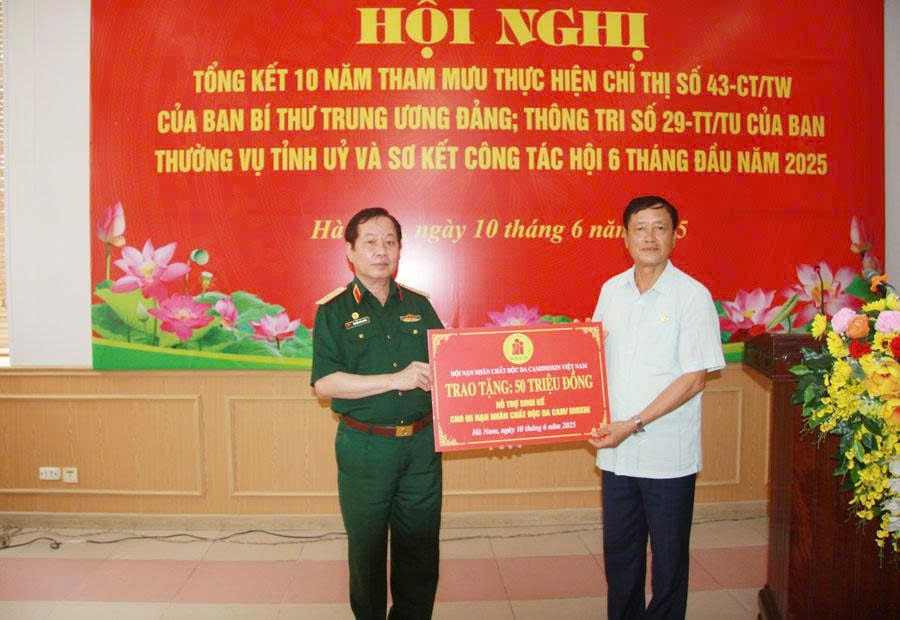 HỘI NGHỊ
TỔNG KẾT 10 NĂM THAM MƯU THỰC HIỆN CHỈ THỊ SỐ 43-CT/TW
CỦA BAN BÍ THƯ TRUNG ƯƠNG ĐẢNG; THÔNG TRI SỐ 29-TT/TU CỦA BAN
THƯỜNG VỤ TỈNH UỶ VÀ SƠ KẾT CÔNG TÁC HỘI 6 THÁNG ĐẦU NĂM 2025
Hà ngày 10 tháng 6 năm 5
HỘI NẠN NHÂN CHẤT ĐỘC DA CAM/DIOXIN VIỆT NAM
TRAO TẶNG: 50 TRIỆU ĐỒNG
HỖ TRỢ SINH KẾ
CHO 05 NẠN NHÂN CHẤT ĐỘC DA CAM/ DIOXIN
Hà Nam, ngày 10 tháng 6 năm 2025